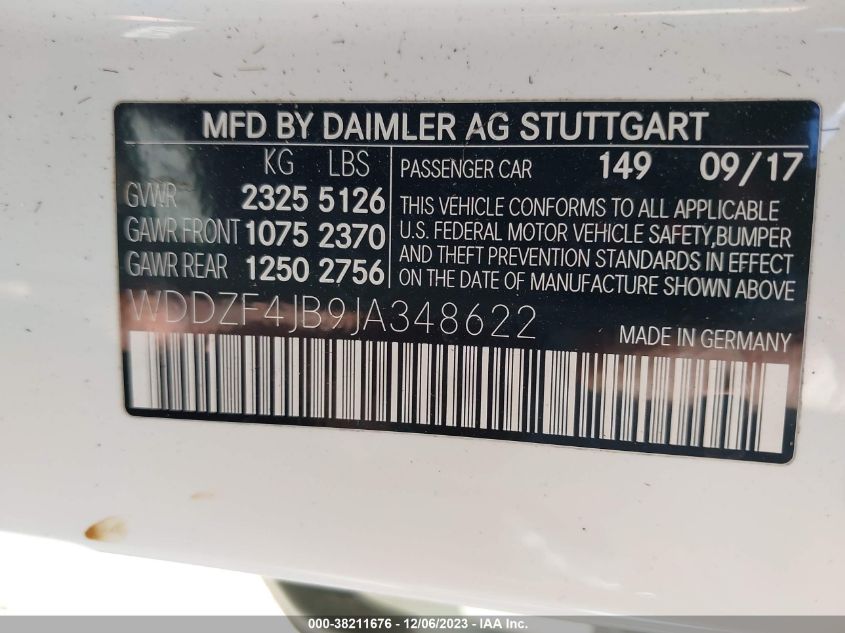 MFD BY DAIMLER AG STUTTGART
KG LBS
GVWR 2325 5126
GAWR FRONT 1075 2370
GAWR REAR 1250 2756
PASSENGER CAR 149 09/17
THIS VEHICLE CONFORMS TO ALL APPLICABLE
U.S. FEDERAL MOTOR VEHICLE SAFETY,BUMPER
AND THEFT PREVENTION STANDARDS IN EFFECT
ON THE DATE OF MANUFACTURE SHOWN ABOVE
WDDZF4JB9JA348622
MADE IN GERMANY
000-38211676 - 12/06/2023 - IAA Inc.